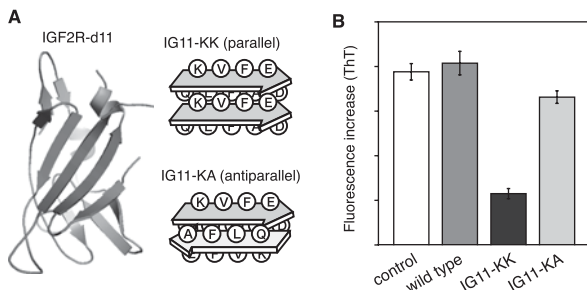 A
IGF2R-d11
IG11-KK (parallel)
K V F E
K V F E
IG11-KA (antiparallel)
K V F E
A F L Q
B
Fluorescence increase (ThT)
control
wild type
IG11-KK
IG11-KA